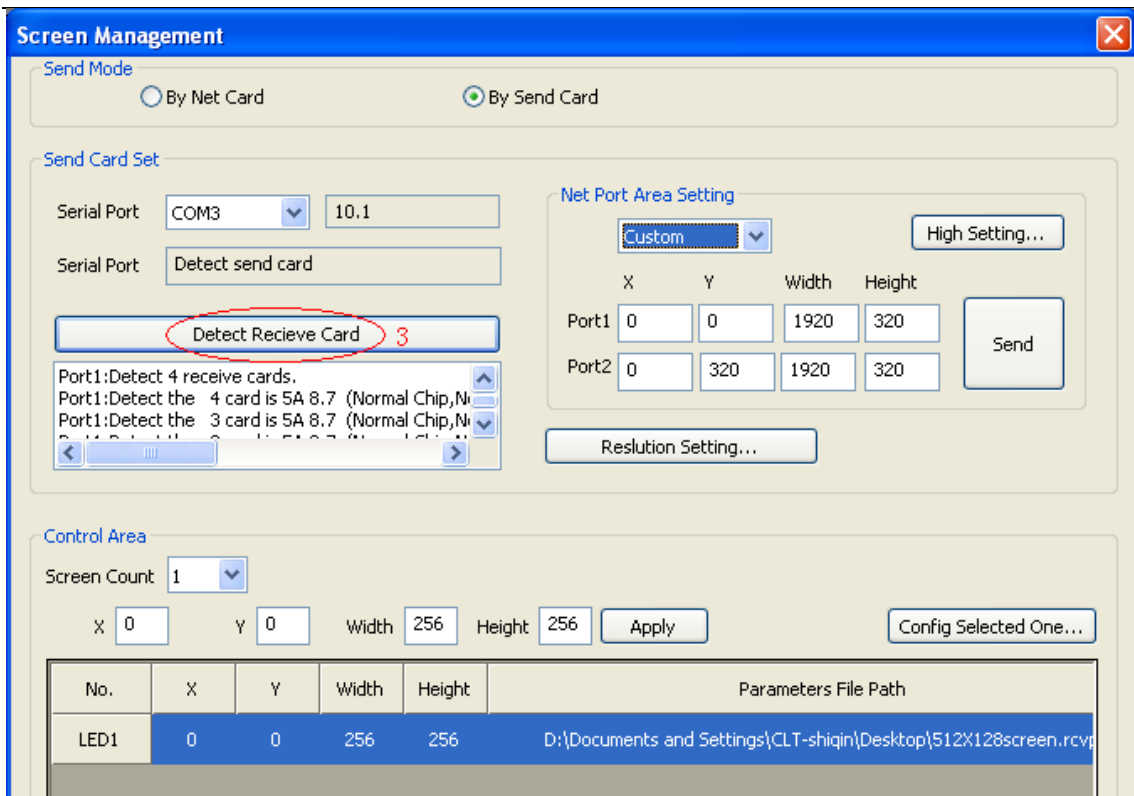 Screen Management
Send Mode
By Net Card By Send Card
Send Card Set
Serial Port COM3 10.1
Serial Port Detect send card
Detect Recieve Card 3
Port1:Detect 4 receive cards.
Port1:Detect the 4 card is 5A 8.7 (Normal Chip,
Port1:Detect the 3 card is 5A 8.7 (Normal Chip,
Net Port Area Setting
Custom High Setting...
X Y Width Height
Port1 0 0 1920 320
Port2 0 320 1920 320
Send
Reslution Setting...
Control Area
Screen Count 1
X 0 Y 0 Width 256 Height 256 Apply Config Selected One...
No. X Y Width Height Parameters File Path
LED1 0 0 256 256 D:\Documents and Settings\CLT-shiqin\Desktop\512X128screen.rcvp